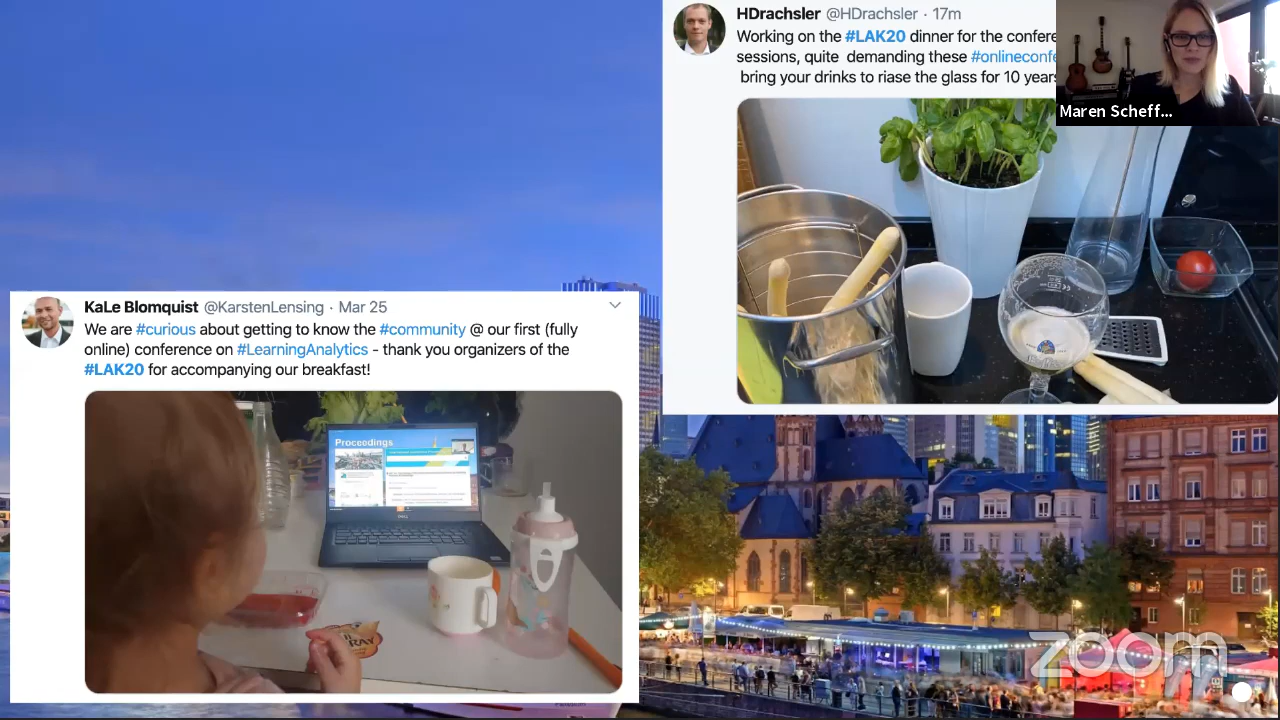 HDrachsler @HDrachsler · 17m
Working on the #LAK20 dinner for the confere
sessions, quite demanding these #onlineconfe
bring your drinks to riase the glass for 10 years
Maren Scheff...
KaLe Blomquist @KarstenLensing · Mar 25
We are #curious about getting to know the #community @ our first (fully
online) conference on #LearningAnalytics - thank you organizers of the
#LAK20 for accompanying our breakfast!
Proceedings
DELL
zoom